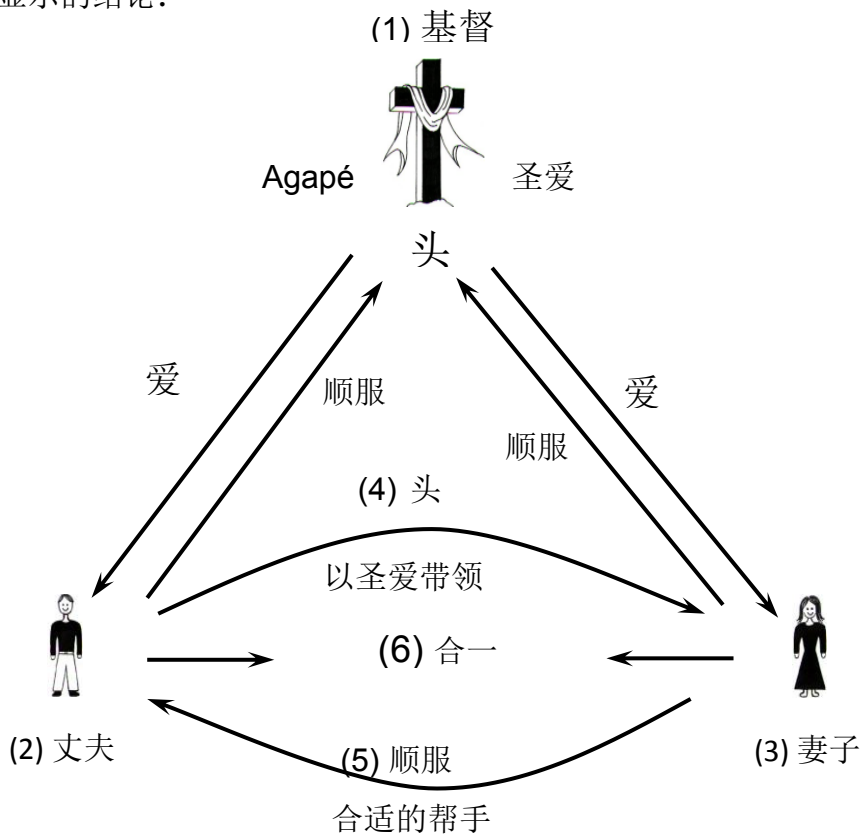 显示的结论：
(1) 基督
Agapé
圣爱
头
爱
顺服
爱
顺服
(4) 头
以圣爱带领
(6) 合一
(2) 丈夫
(3) 妻子
(5) 顺服
合适的帮手